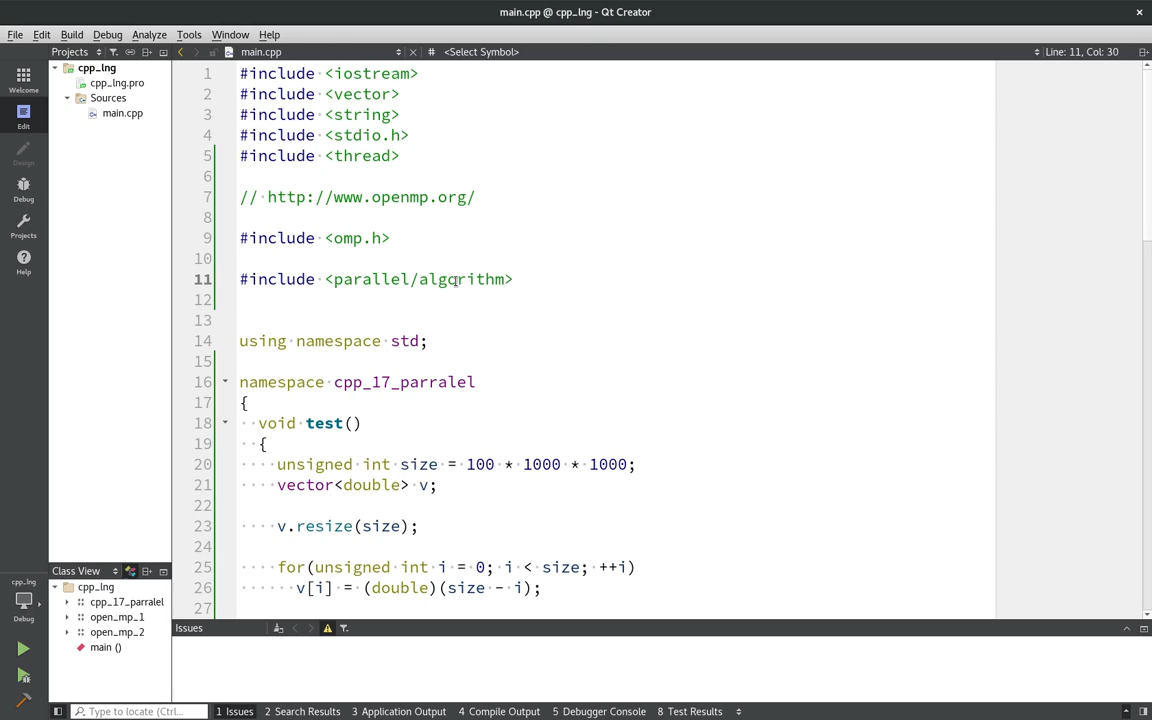 main.cpp @ cpp_lng - Qt Creator
File Edit Build Debug Analyze Tools Window Help
Projects main.cpp # <Select Symbol> Line: 11, Col: 30
Welcome
Edit
Design
Debug
Projects
Help
cpp_lng
Debug
cpp_lng
cpp_lng.pro
Sources
main.cpp
Class View
cpp_lng
cpp_17_parralel
open_mp_1
open_mp_2
main ()
1 #include <iostream>
2 #include <vector>
3 #include <string>
4 #include <stdio.h>
5 #include <thread>
6
7 // http://www.openmp.org/
8
9 #include <omp.h>
10
11 #include <parallel/algorithm>
12
13
14 using namespace std;
15
16 namespace cpp_17_parralel
17 {
18 void test()
19 {
20 unsigned int size = 100 * 1000 * 1000;
21 vector<double> v;
22
23 v.resize(size);
24
25 for(unsigned int i = 0; i < size; ++i)
26 v[i] = (double)(size - i);
27
Issues
Type to locate (Ctrl... 1 Issues 2 Search Results 3 Application Output 4 Compile Output 5 Debugger Console 8 Test Results